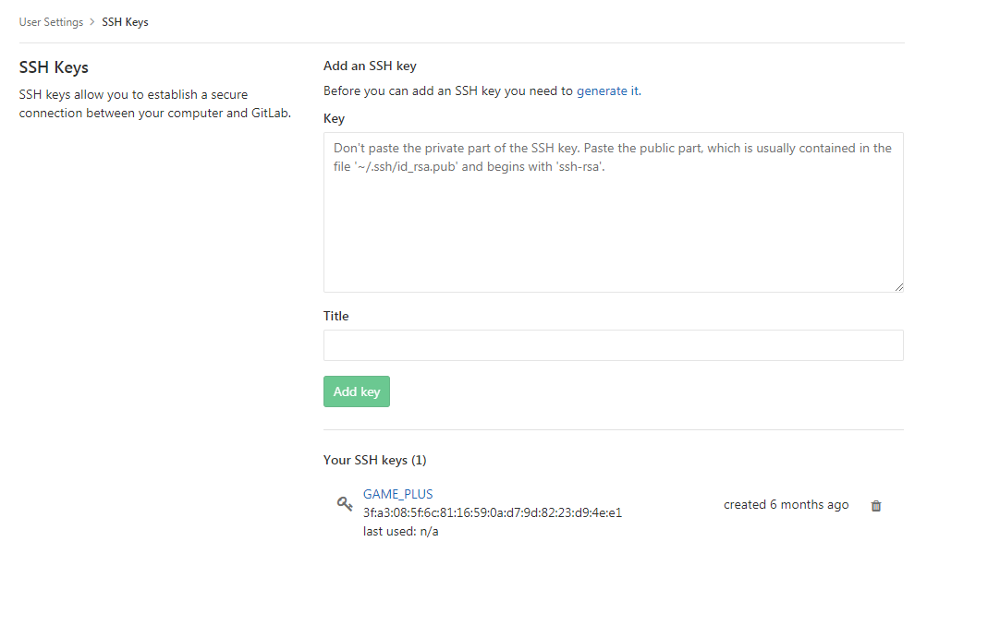 User Settings > SSH Keys
SSH Keys
SSH keys allow you to establish a secure
connection between your computer and GitLab.
Add an SSH key
Before you can add an SSH key you need to generate it.
Key
Don't paste the private part of the SSH key. Paste the public part, which is usually contained in the
file '~/.ssh/id_rsa.pub' and begins with 'ssh-rsa'.
Title
Add key
Your SSH keys (1)
GAME_PLUS
3f:a3:08:5f:6c:81:16:59:0a:d7:9d:82:23:d9:4e:e1
last used: n/a
created 6 months ago